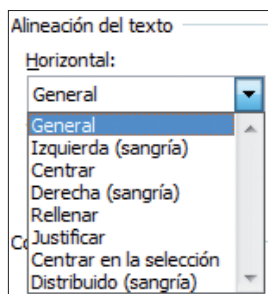 Alineación del texto
Horizontal:
General
General
Izquierda (sangría)
Centrar
Derecha (sangría)
Rellenar
Justificar
Centrar en la selección
Distribuido (sangría)